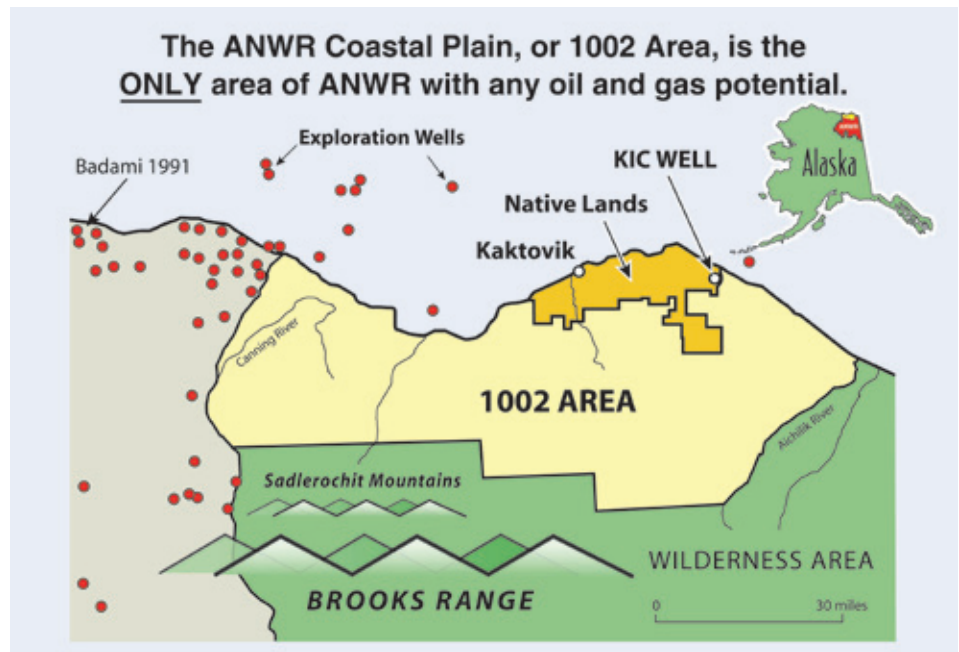 The ANWR Coastal Plain, or 1002 Area, is the
ONLY area of ANWR with any oil and gas potential.
Exploration Wells
Badami 1991
KIC WELL
Alaska
Native Lands
Kaktovik
Canning River
1002 AREA
Aichilik River
Sadlerochit Mountains
WILDERNESS AREA
BROOKS RANGE
0 30 miles